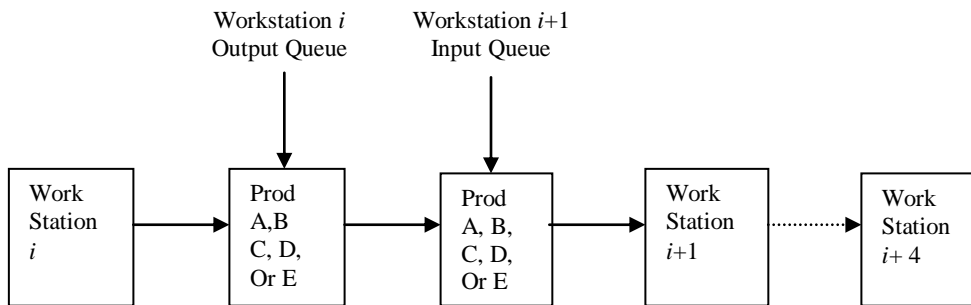 Workstation i
Output Queue
Workstation i+1
Input Queue
Work
Station
i
Prod
A,B
C, D,
Or E
Prod
A, B,
C, D,
Or E
Work
Station
i+1
Work
Station
i+ 4